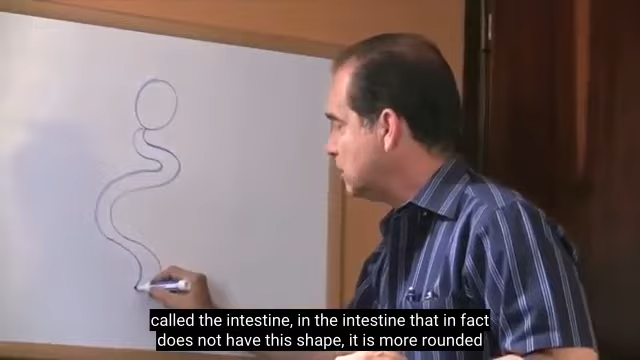 called the intestine, in the intestine that in fact
does not have this shape, it is more rounded